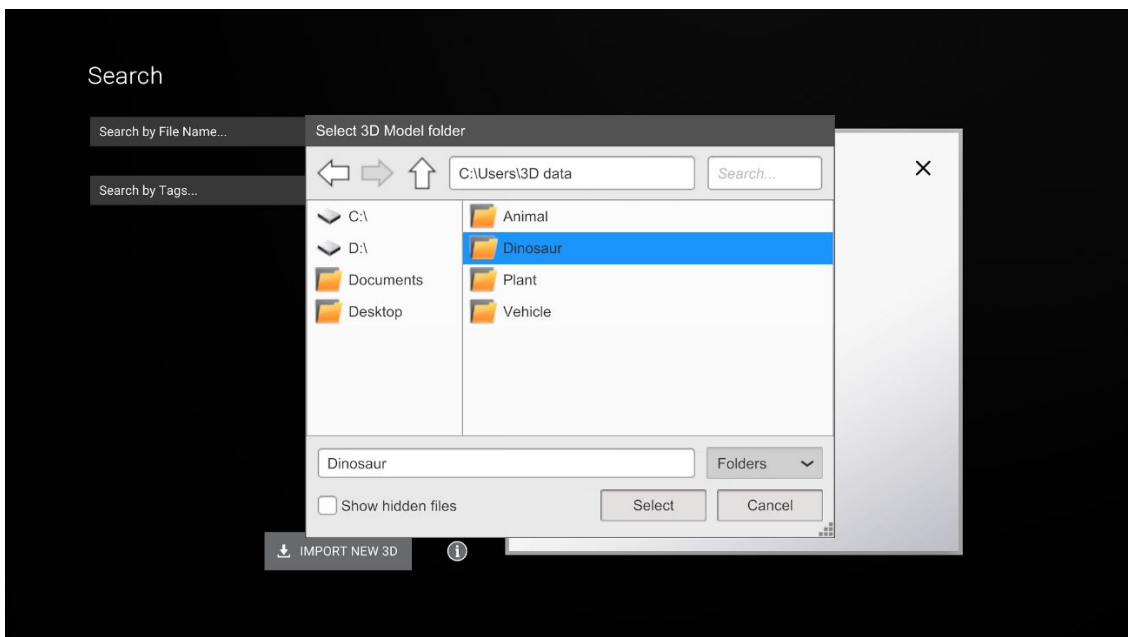 Search
Search by File Name...
Search by Tags...
Select 3D Model folder
C:\Users\3D data
Search...
C:\
D:\
Documents
Desktop
Animal
Dinosaur
Plant
Vehicle
Dinosaur
Folders
Show hidden files
Select
Cancel
IMPORT NEW 3D
i